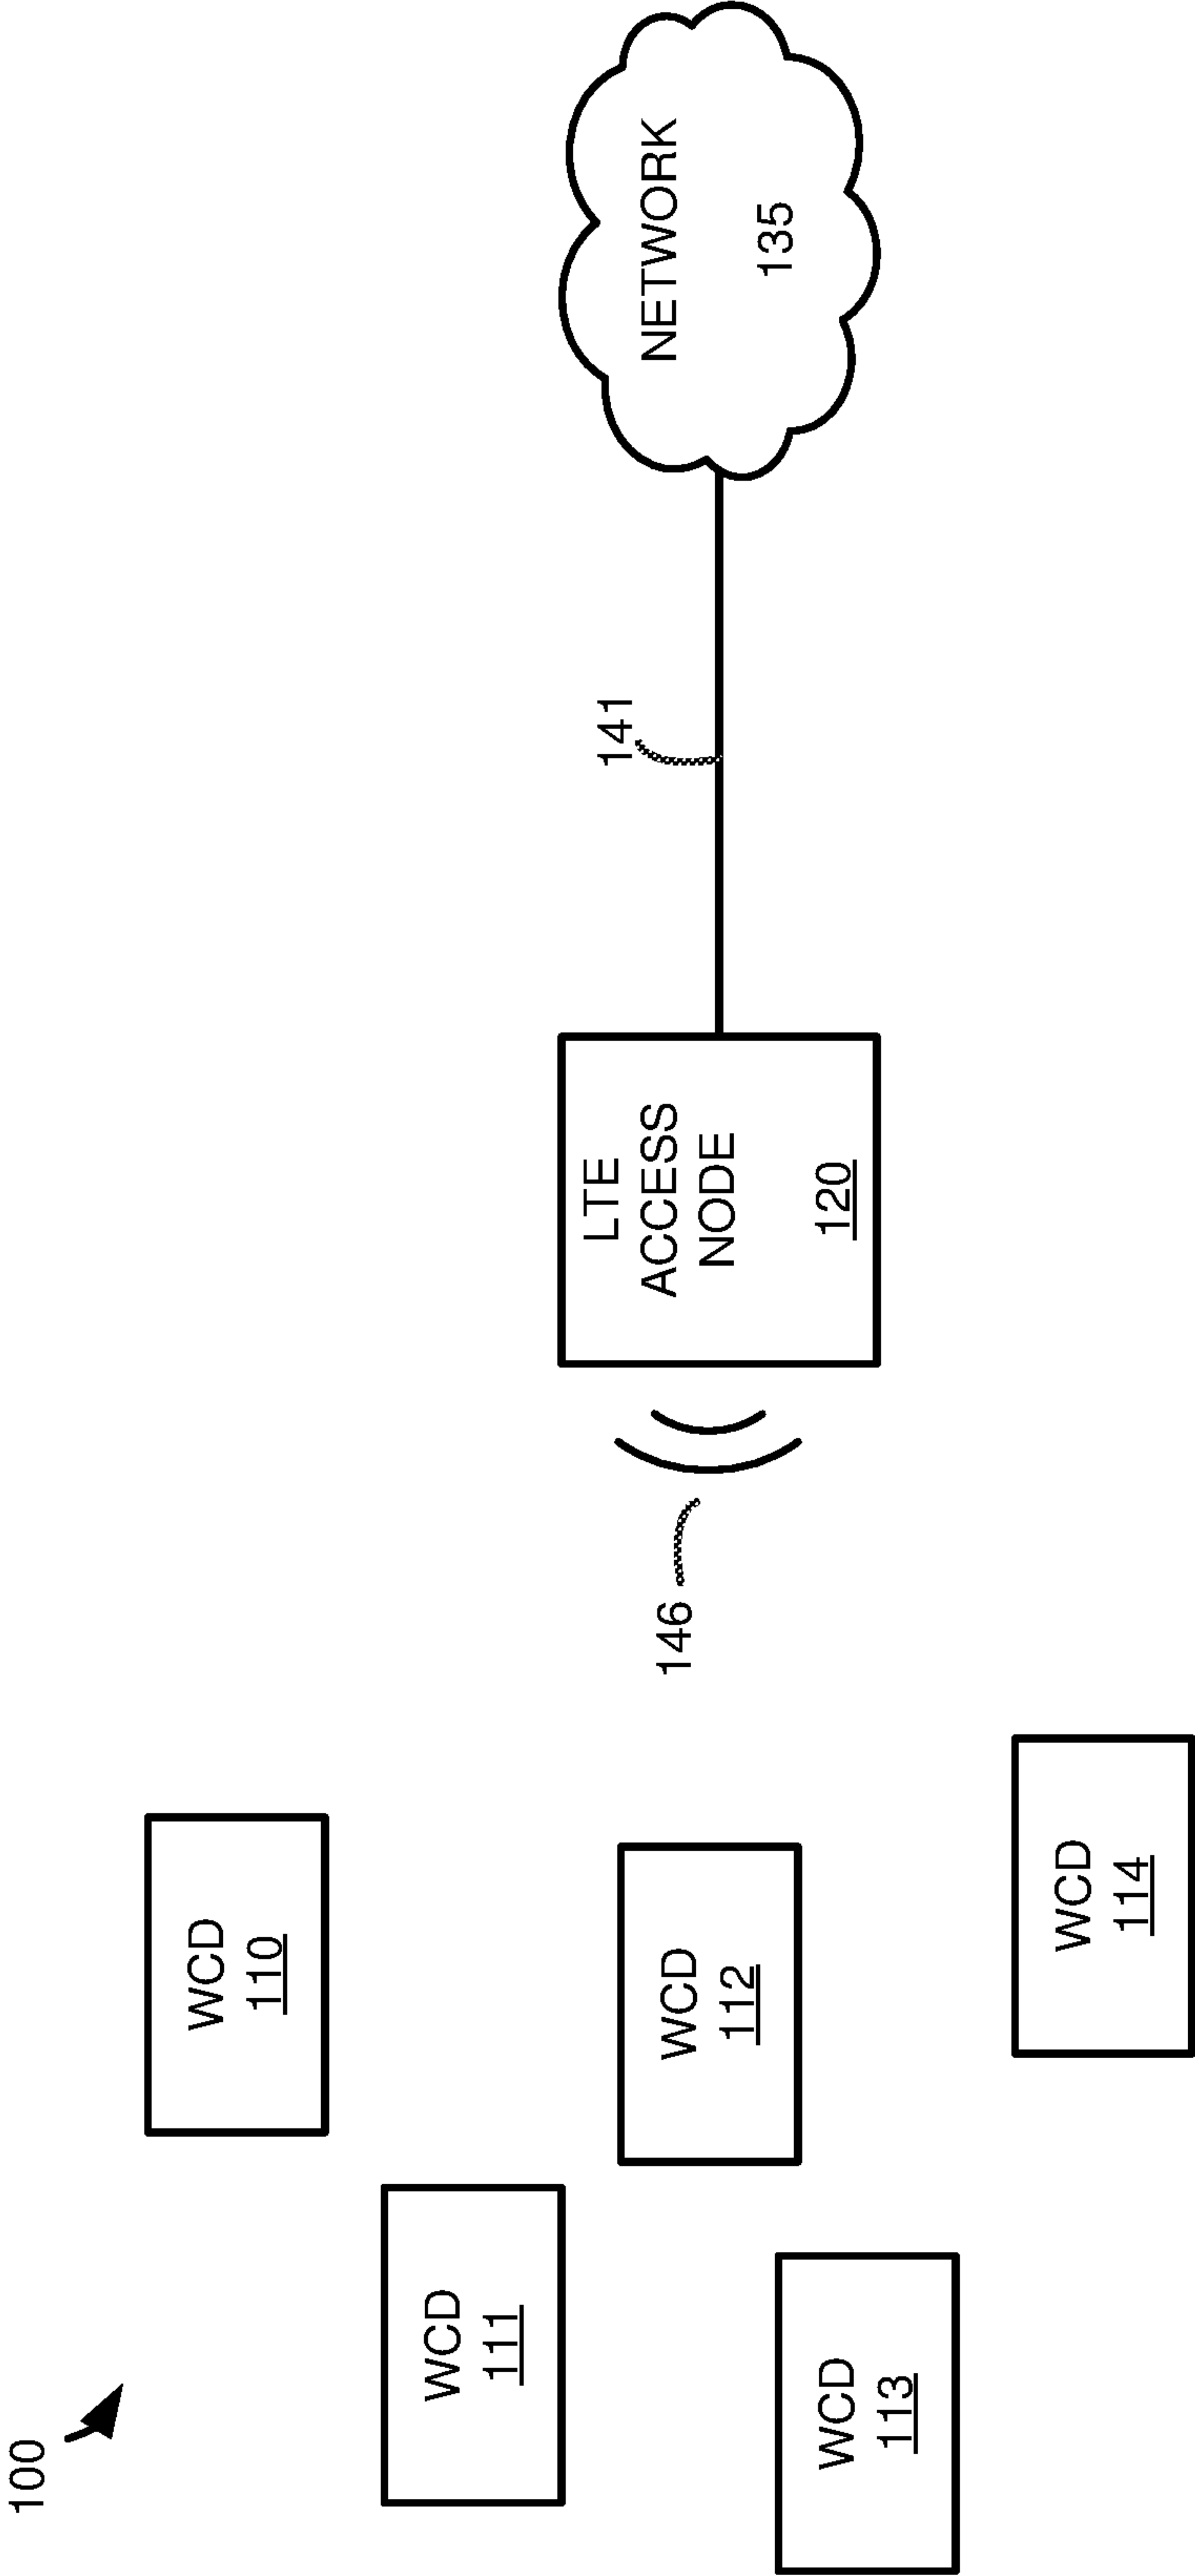 100
WCD
110
WCD
111
WCD
112
WCD
113
WCD
114
146
LTE
ACCESS
NODE
120
141
NETWORK
135